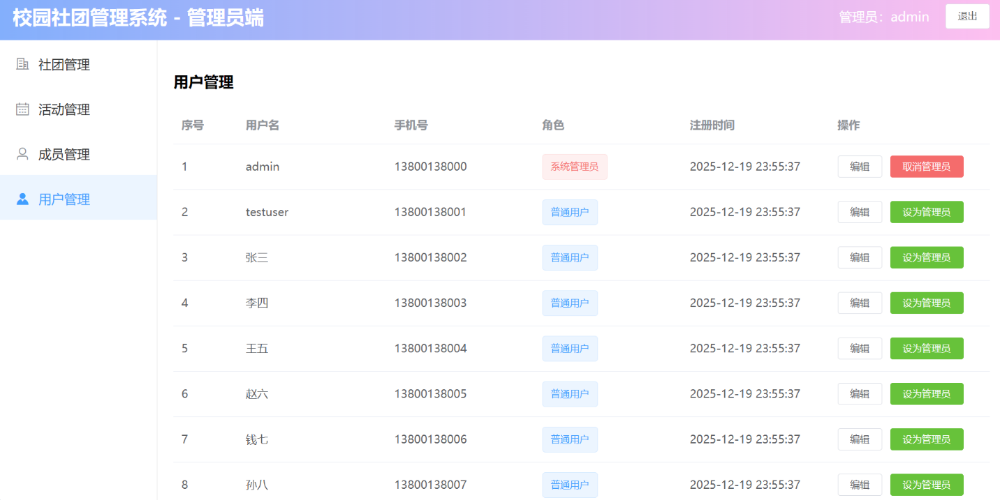 校园社团管理系统 - 管理员端 管理员：admin 退出
社团管理
活动管理
成员管理
用户管理
用户管理
序号 用户名 手机号 角色 注册时间 操作
1 admin 13800138000 系统管理员 2025-12-19 23:55:37 编辑 取消管理员
2 testuser 13800138001 普通用户 2025-12-19 23:55:37 编辑 设为管理员
3 张三 13800138002 普通用户 2025-12-19 23:55:37 编辑 设为管理员
4 李四 13800138003 普通用户 2025-12-19 23:55:37 编辑 设为管理员
5 王五 13800138004 普通用户 2025-12-19 23:55:37 编辑 设为管理员
6 赵六 13800138005 普通用户 2025-12-19 23:55:37 编辑 设为管理员
7 钱七 13800138006 普通用户 2025-12-19 23:55:37 编辑 设为管理员
8 孙八 13800138007 普通用户 2025-12-19 23:55:37 编辑 设为管理员